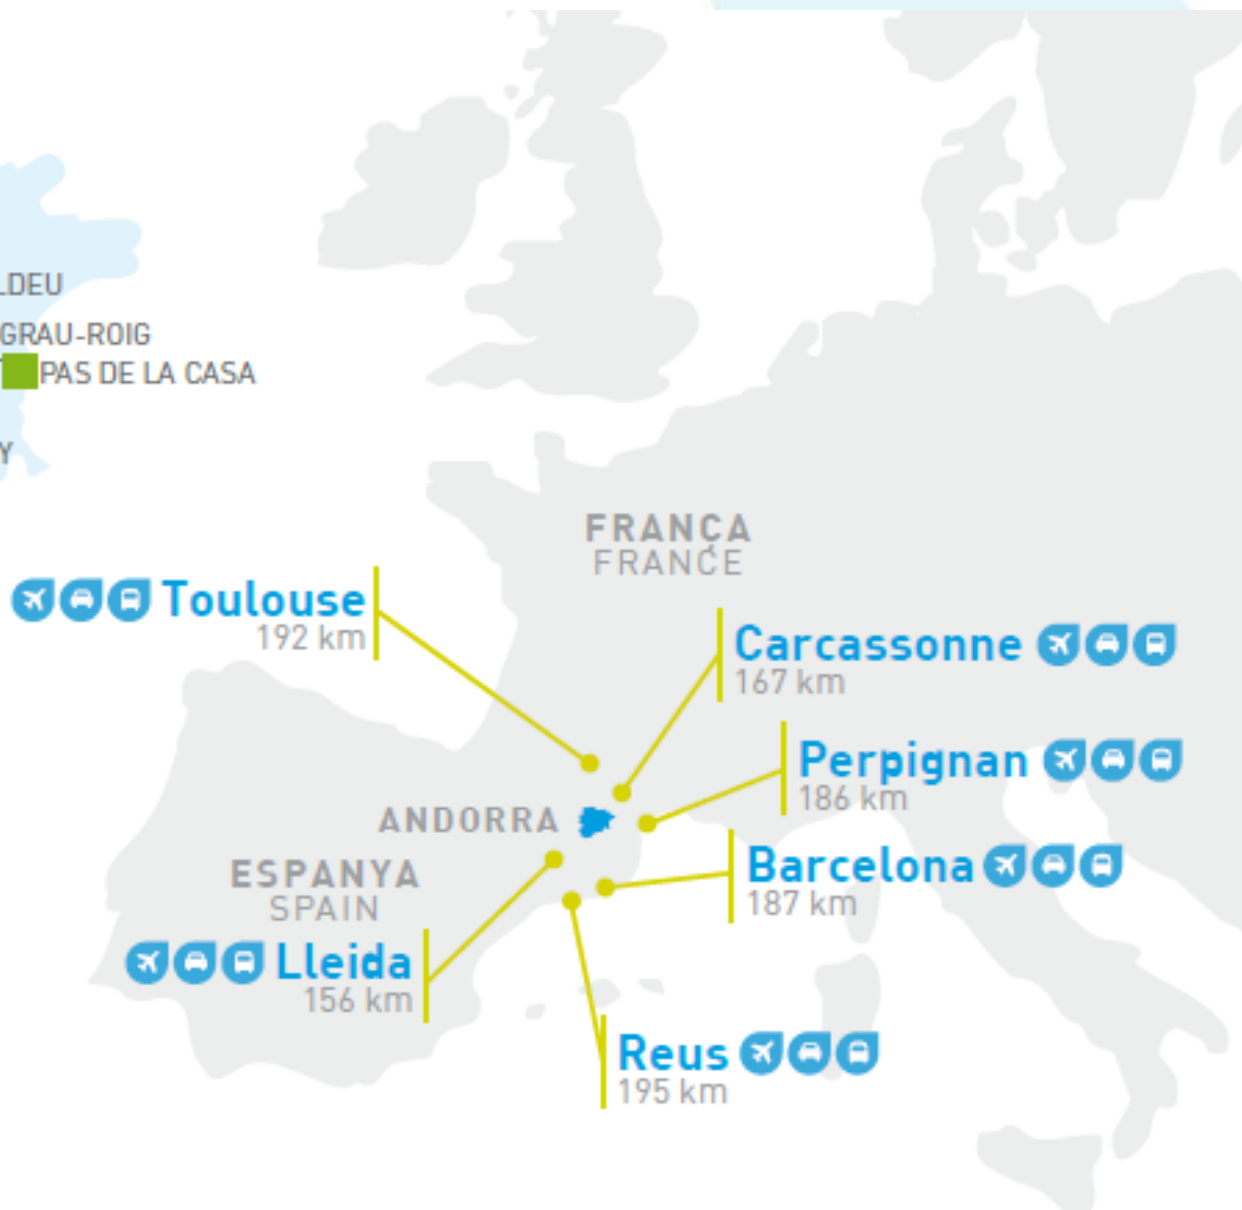 GRAU-ROIG
PAS DE LA CASA
FRANÇA
FRANCE
Toulouse
192 km
Carcassonne
167 km
Perpignan
186 km
ANDORRA
Barcelona
187 km
ESPANYA
SPAIN
Lleida
156 km
Reus
195 km